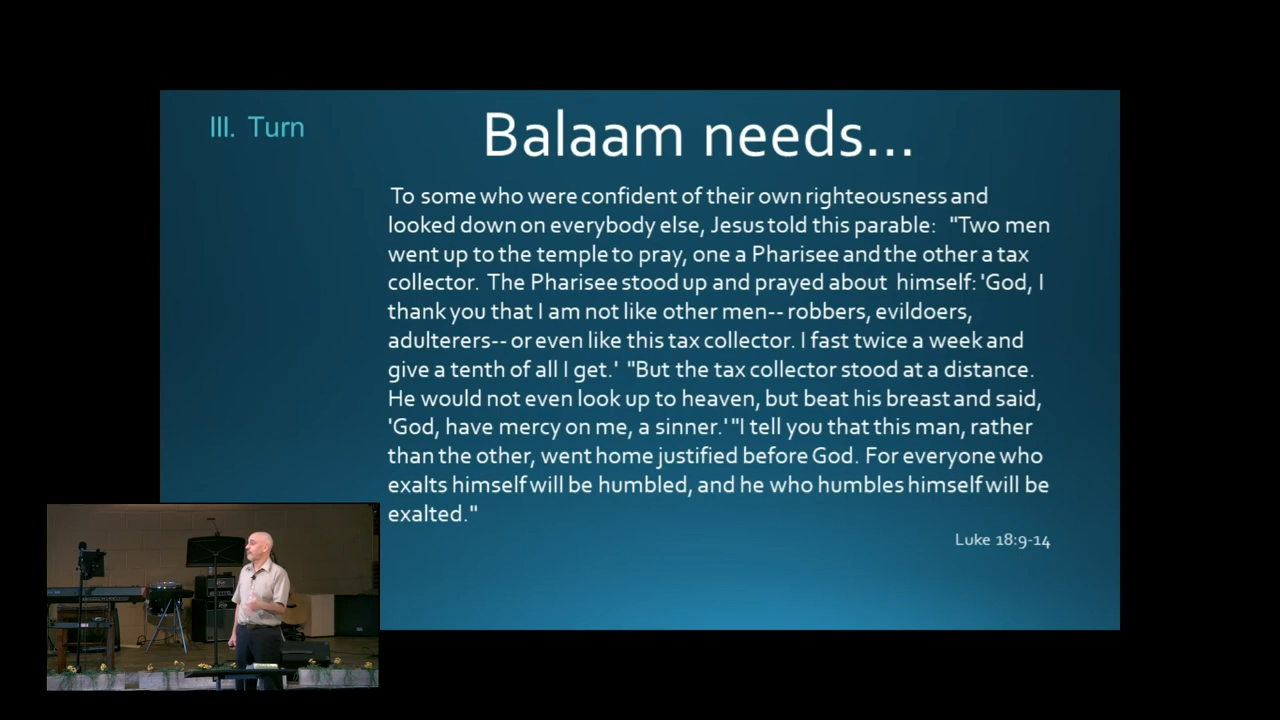 III. Turn
Balaam needs...
To some who were confident of their own righteousness and
looked down on everybody else, Jesus told this parable: "Two men
went up to the temple to pray, one a Pharisee and the other a tax
collector. The Pharisee stood up and prayed about himself: 'God, I
thank you that I am not like other men-- robbers, evildoers,
adulterers-- or even like this tax collector. I fast twice a week and
give a tenth of all I get.' "But the tax collector stood at a distance.
He would not even look up to heaven, but beat his breast and said,
'God, have mercy on me, a sinner.' "I tell you that this man, rather
than the other, went home justified before God. For everyone who
exalts himself will be humbled, and he who humbles himself will be
exalted."
Luke 18:9-14